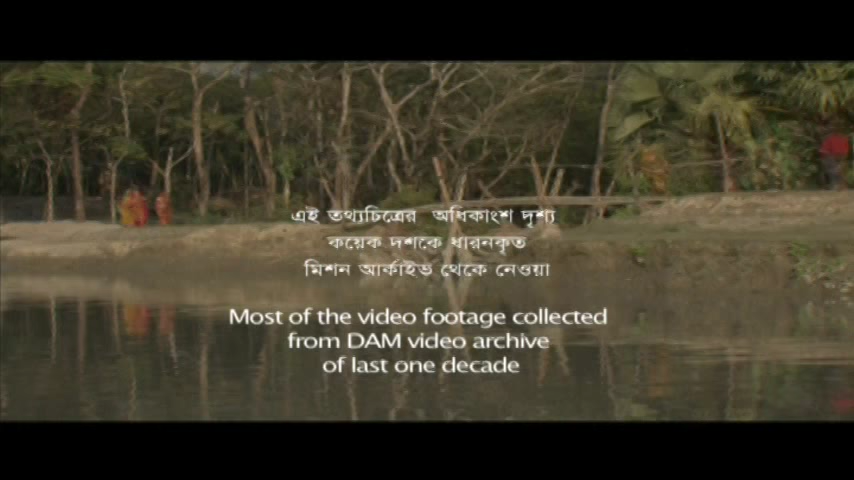 এই তথ্যচিত্রের অধিকাংশ দৃশ্য
কয়েক দশকে ধারনকৃত
মিশন আর্কাইভ থেকে নেওয়া
Most of the video footage collected
from DAM video archive
of last one decade